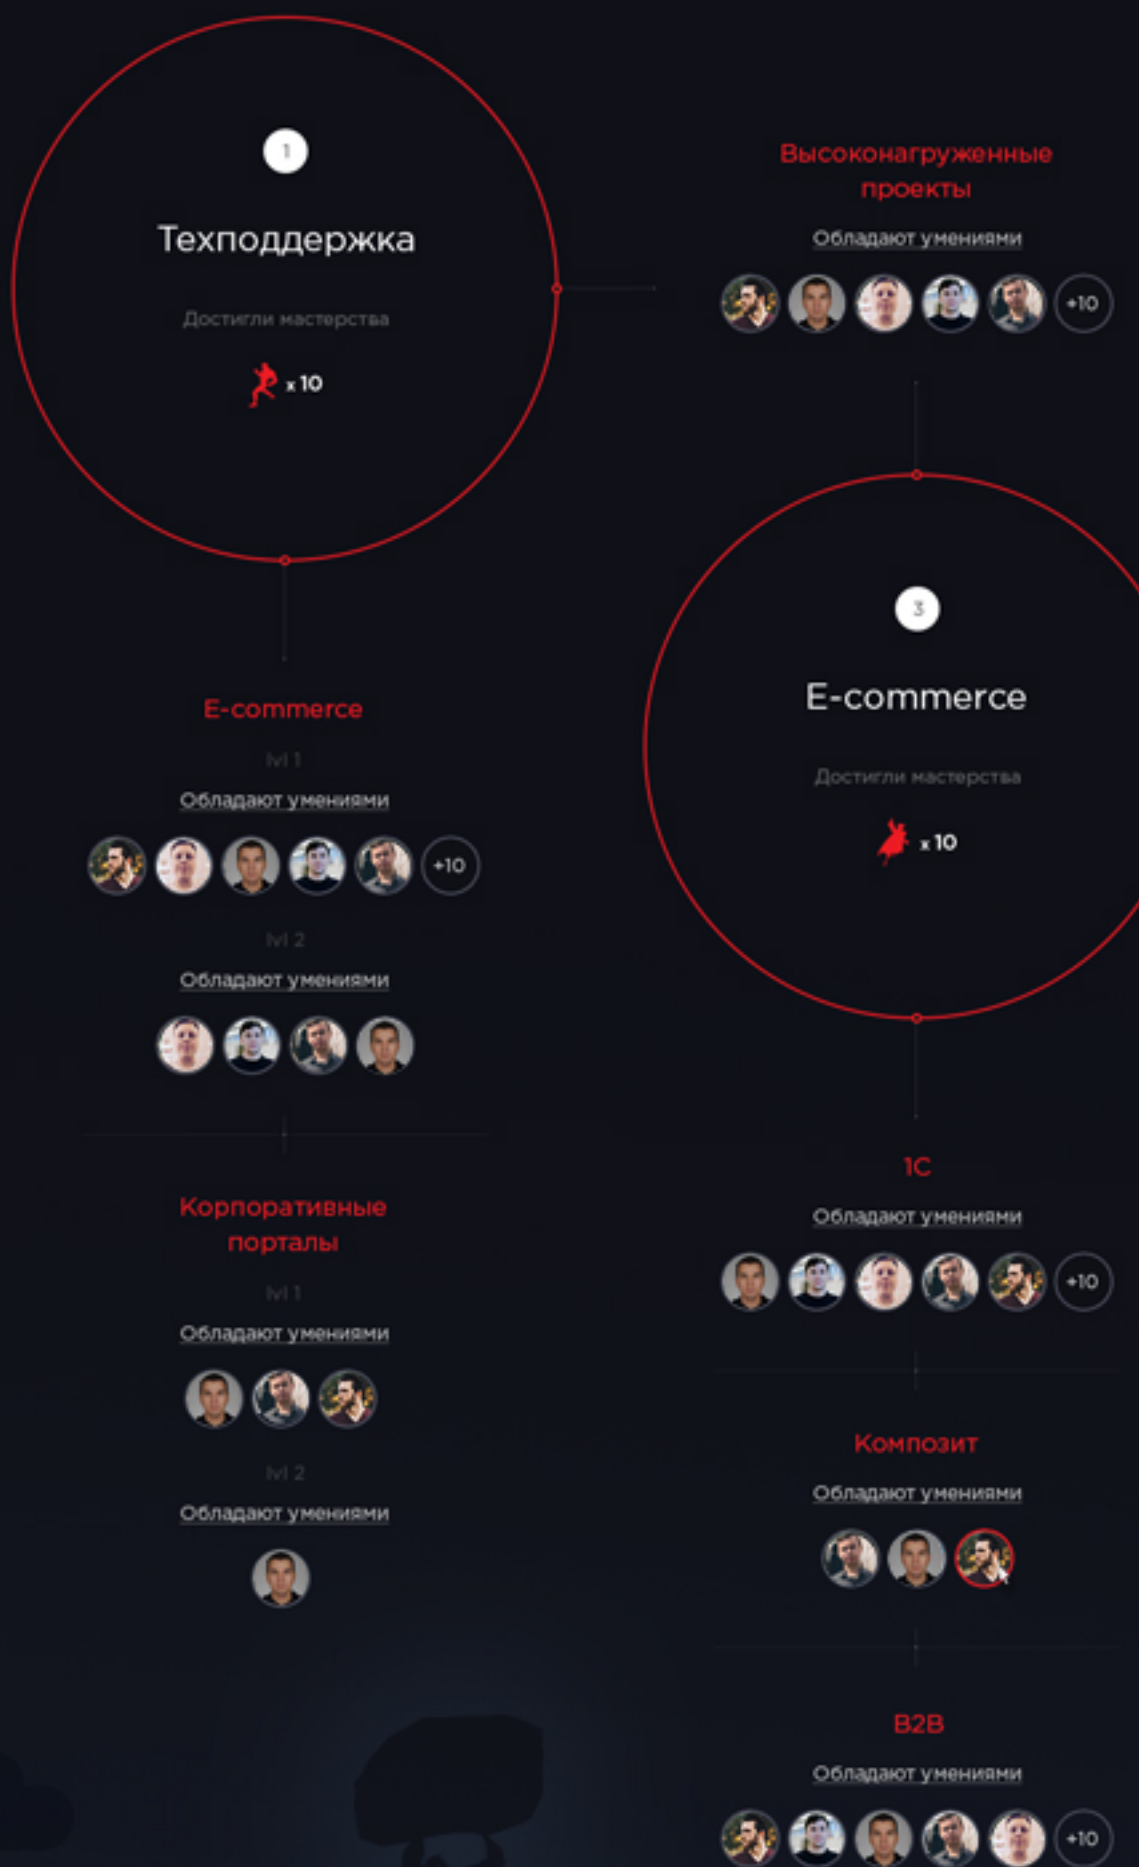 1
Техподдержка
Достигли мастерства
x 10
E-commerce
lvl 1
Обладают умениями
+10
lvl 2
Обладают умениями
Корпоративные
порталы
lvl 1
Обладают умениями
lvl 2
Обладают умениями
Высоконагруженные
проекты
Обладают умениями
+10
3
E-commerce
Достигли мастерства
x 10
1С
Обладают умениями
+10
Композит
Обладают умениями
B2B
Обладают умениями
+10